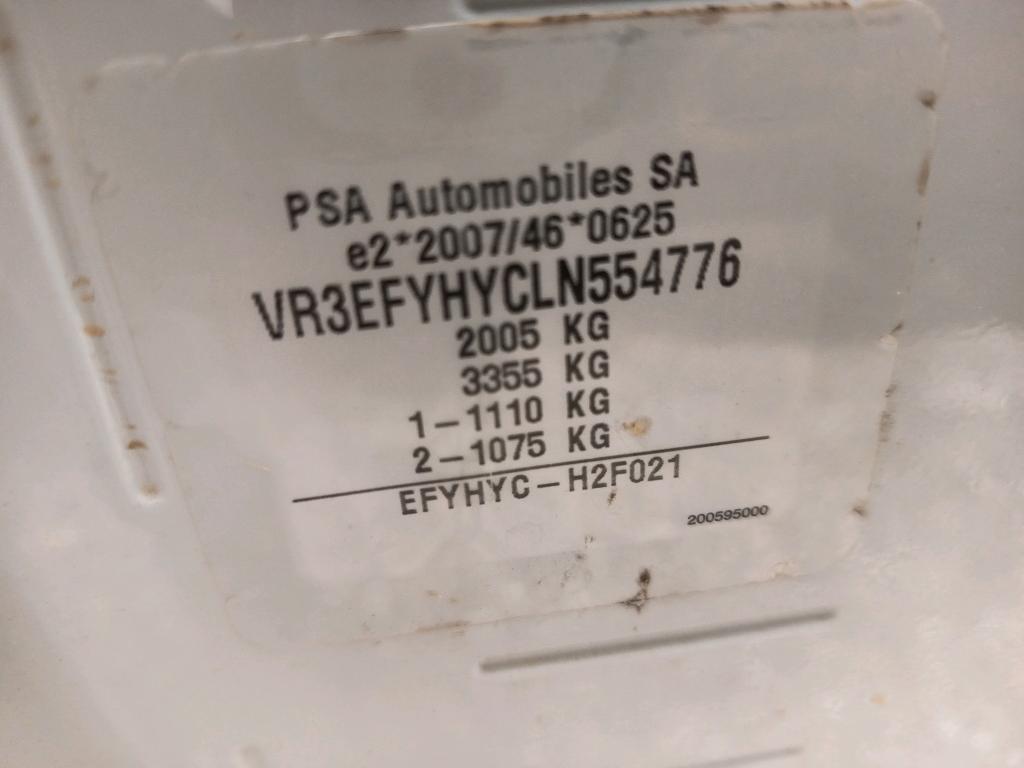 PSA Automobiles SA
e2*2007/46*0625
VR3EFYHYCLN554776
2005 KG
3355 KG
1-1110 KG
2-1075 KG
EFYHYC-H2F021
200595000